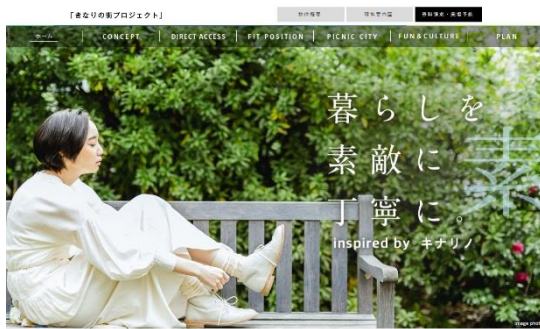 「きなりの街プロジェクト」
物件概要
現地案内図
資料請求・来場予約
ホーム
CONCEPT
DIRECT ACCESS
FIT POSITION
PICNIC CITY
FUN&CULTURE
PLAN
暮らしを
素敵に
丁寧に。
素
inspired by キナリノ
image photo